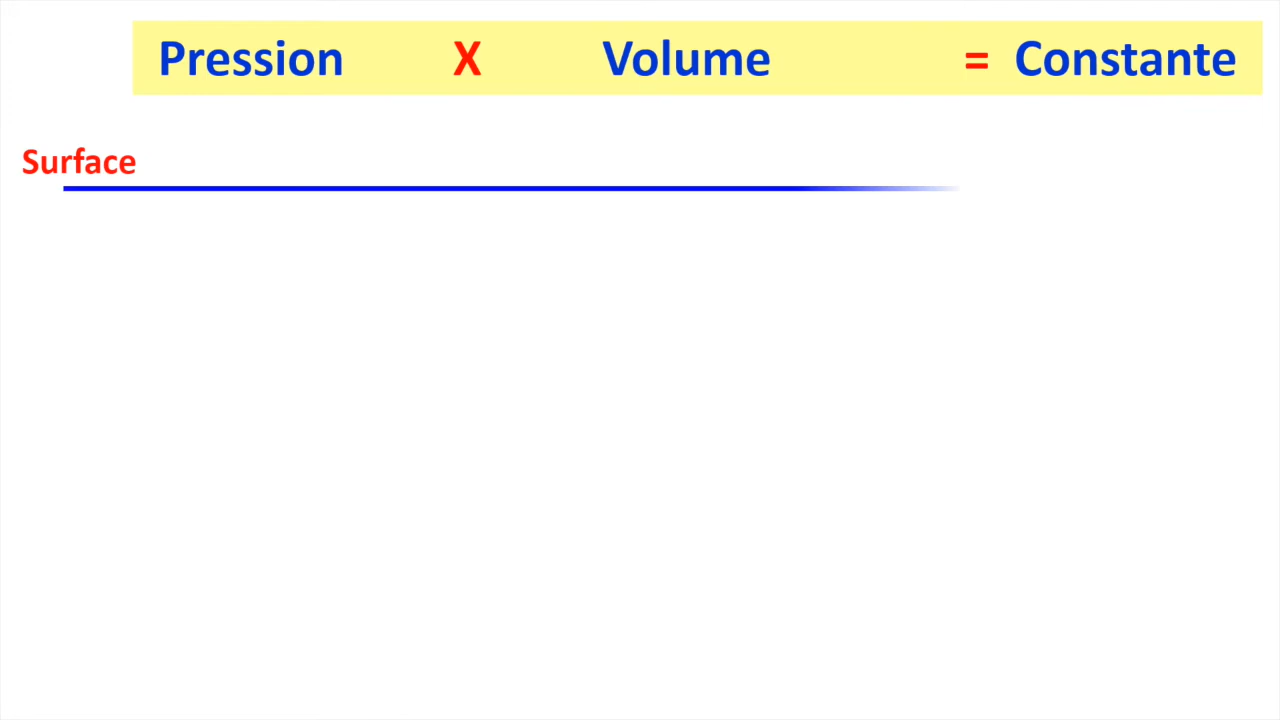 Pression X Volume = Constante
Surface